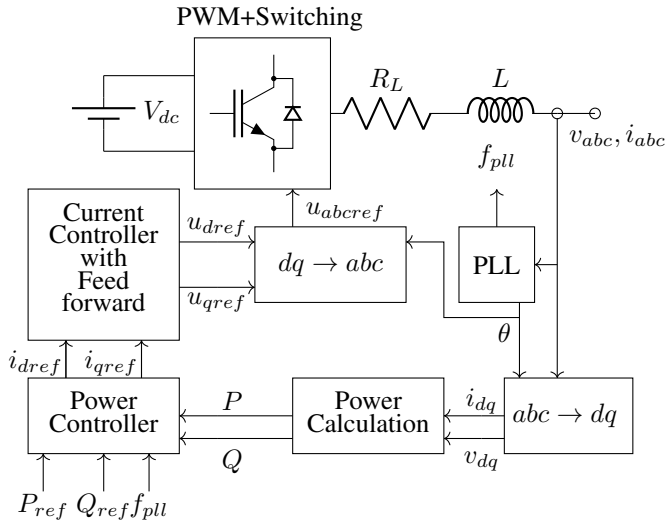 PWM+Switching
V_{dc}
R_L
L
v_{abc}, i_{abc}
f_{pll}
Current
Controller
with
Feed
forward
u_{dref}
u_{qref}
u_{abcref}
dq → abc
PLL
θ
i_{dref}
i_{qref}
Power
Controller
P
Q
Power
Calculation
i_{dq}
v_{dq}
abc → dq
P_{ref}
Q_{ref}
f_{pll}